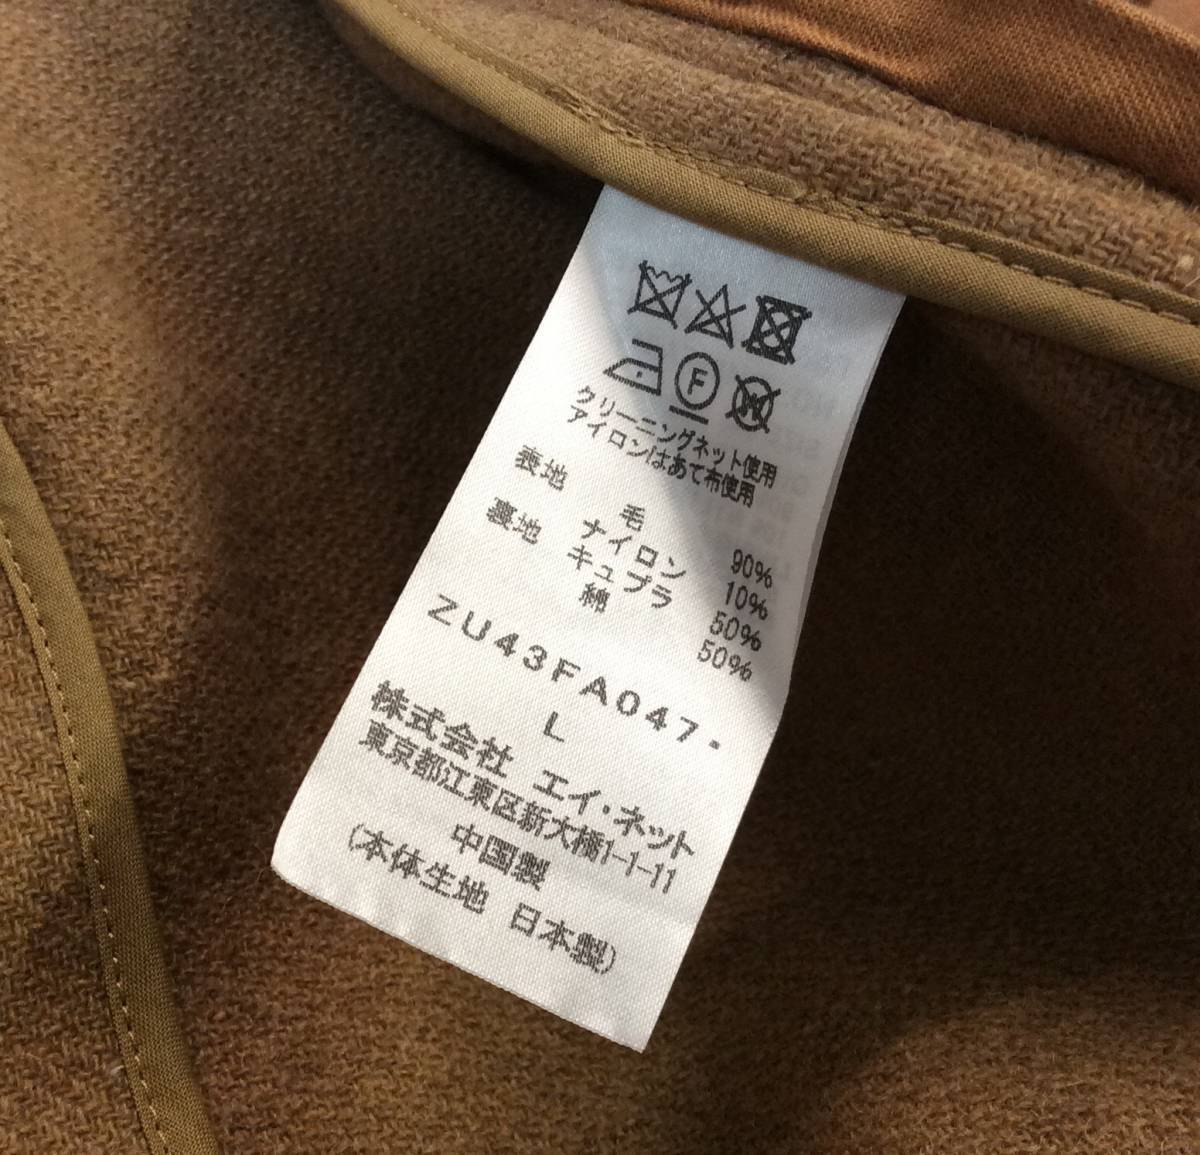 F W
クリーニングネット使用
アイロンはあて布使用
表地 毛 90%
ナイロン 10%
裏地 キュプラ 50%
綿 50%
ZU43FA047-
L
株式会社 エイ・ネット
東京都江東区新大橋1-1-11
中国製
(本体生地 日本製)